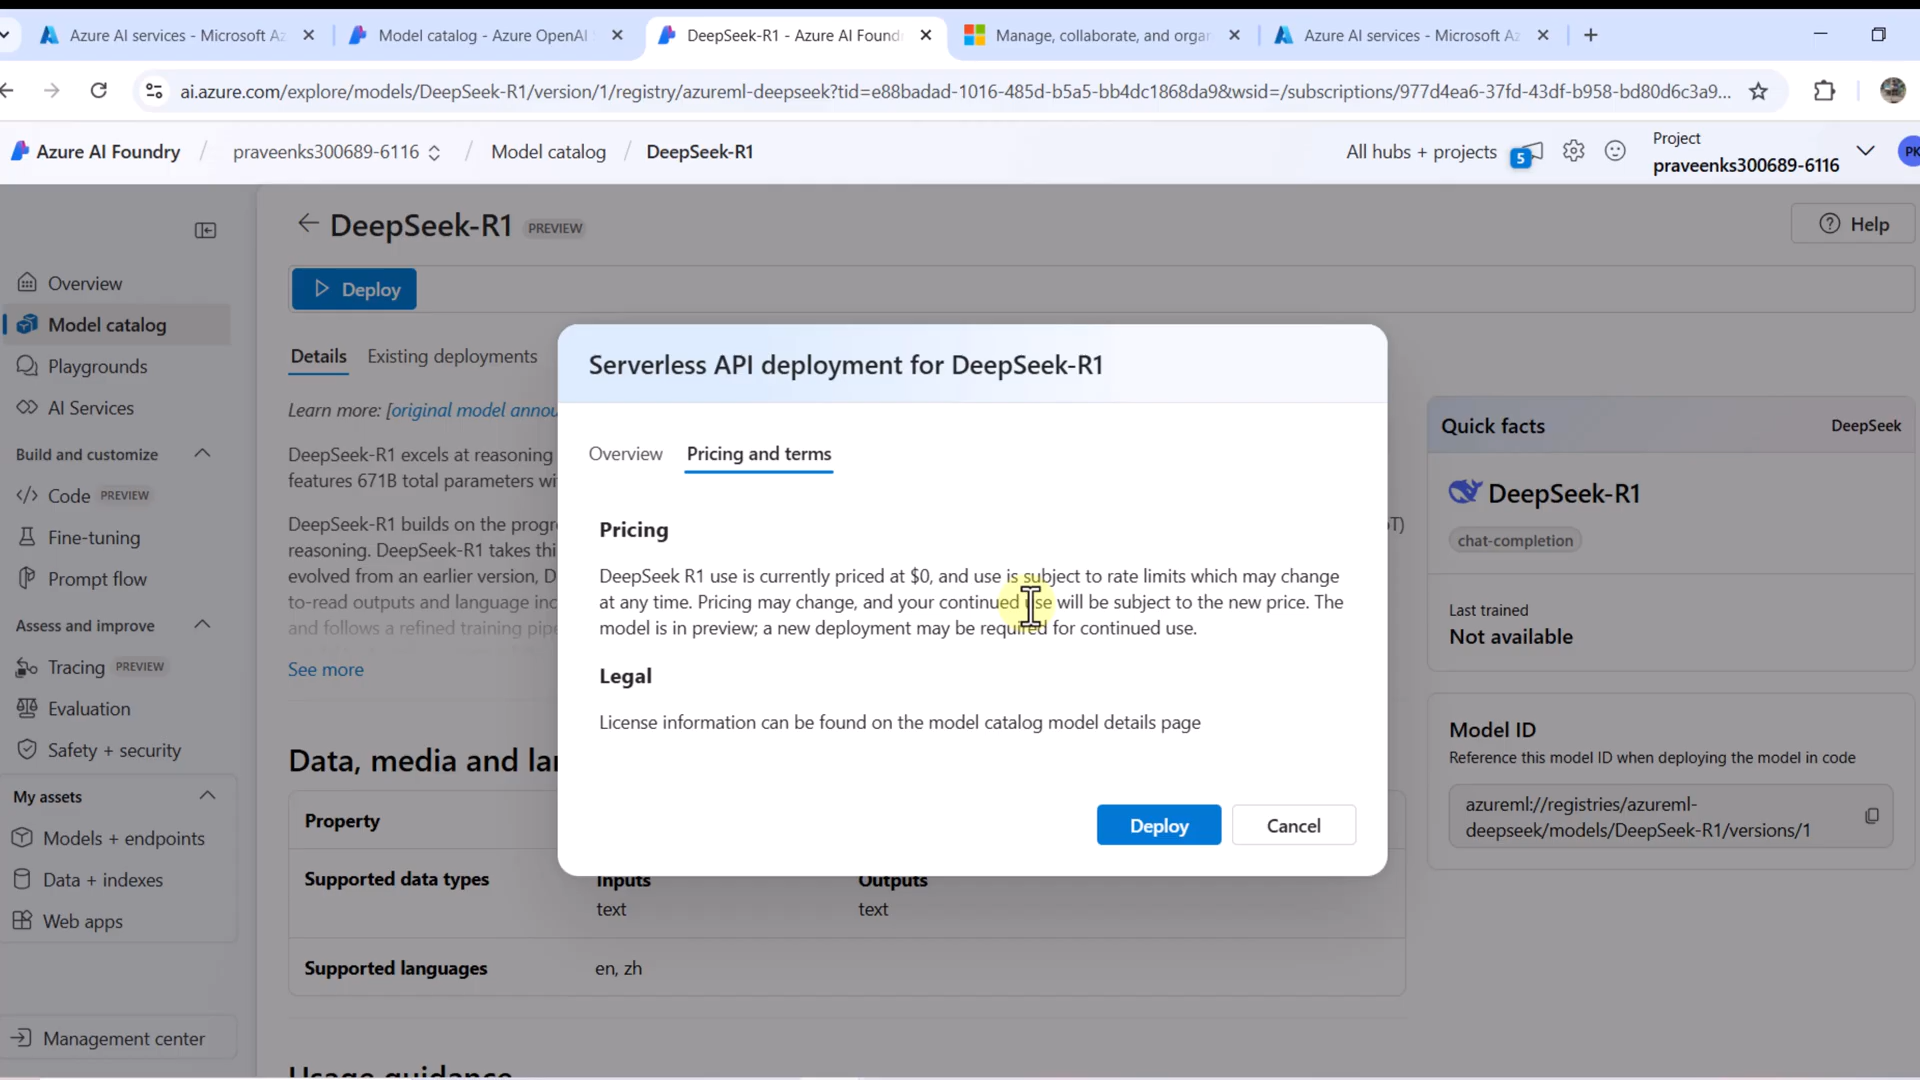 Azure AI services - Microsoft Az
Model catalog - Azure OpenAI
DeepSeek-R1 - Azure AI Found
Manage, collaborate, and organ
Azure AI services - Microsoft Az
ai.azure.com/explore/models/DeepSeek-R1/version/1/registry/azureml-deepseek?tid=e88badad-1016-485d-b5a5-bb4dc1868da9&wsid=/subscriptions/977d4ea6-37fd-43df-b958-bd80d6c3a9...
Azure AI Foundry / praveenks300689-6116 / Model catalog / DeepSeek-R1
All hubs + projects
5
Project
praveenks300689-6116
PK
DeepSeek-R1 PREVIEW
Help
Deploy
Overview
Model catalog
Playgrounds
AI Services
Build and customize
Code PREVIEW
Fine-tuning
Prompt flow
Assess and improve
Tracing PREVIEW
Evaluation
Safety + security
My assets
Models + endpoints
Data + indexes
Web apps
Management center
Details Existing deployments
Learn more: [original model annou
DeepSeek-R1 excels at reasoning
features 671B total parameters wi
DeepSeek-R1 builds on the progr
T)
reasoning. DeepSeek-R1 takes thi
evolved from an earlier version, D
to-read outputs and language inc
and follows a refined training pipe
See more
Data, media and lan
Property
Supported data types
Inputs
Outputs
text
text
Supported languages
en, zh
Usage guidance
Serverless API deployment for DeepSeek-R1
Overview Pricing and terms
Pricing
DeepSeek R1 use is currently priced at $0, and use is subject to rate limits which may change
at any time. Pricing may change, and your continued use will be subject to the new price. The
model is in preview; a new deployment may be required for continued use.
Legal
License information can be found on the model catalog model details page
Deploy
Cancel
Quick facts
DeepSeek
DeepSeek-R1
chat-completion
Last trained
Not available
Model ID
Reference this model ID when deploying the model in code
azureml://registries/azureml-
deepseek/models/DeepSeek-R1/versions/1